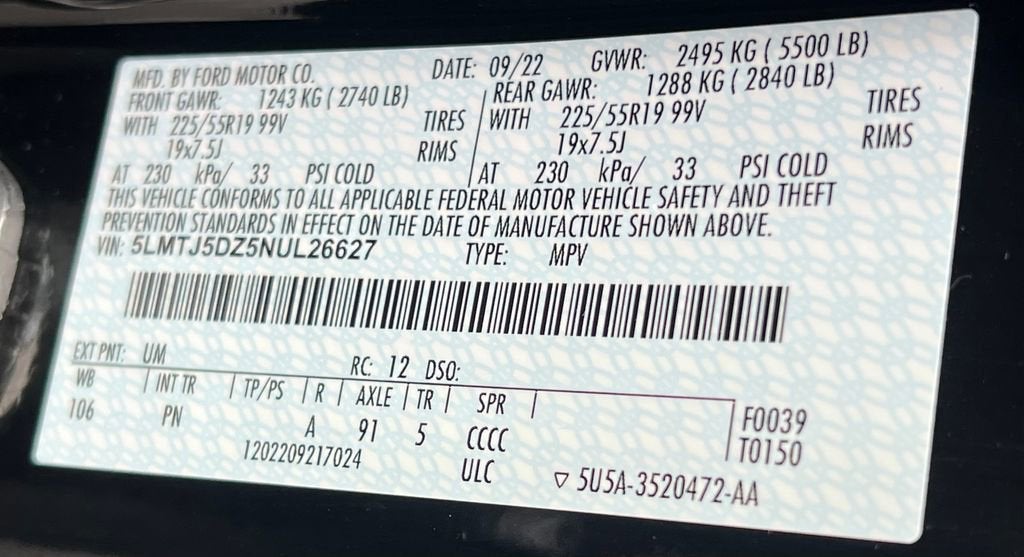 MFD. BY FORD MOTOR CO. DATE: 09/22 GVWR: 2495 KG ( 5500 LB)
FRONT GAWR: 1243 KG ( 2740 LB) REAR GAWR: 1288 KG ( 2840 LB)
WITH 225/55R19 99V TIRES WITH 225/55R19 99V TIRES
19x7.5J RIMS 19x7.5J RIMS
AT 230 kPa/ 33 PSI COLD AT 230 kPa/ 33 PSI COLD
THIS VEHICLE CONFORMS TO ALL APPLICABLE FEDERAL MOTOR VEHICLE SAFETY AND THEFT
PREVENTION STANDARDS IN EFFECT ON THE DATE OF MANUFACTURE SHOWN ABOVE.
VIN: 5LMTJ5DZ5NUL26627 TYPE: MPV
EXT PNT: UM RC: 12 DSO:
WB INT TR TP/PS R AXLE TR SPR F0039
106 PN A 91 5 CCCC T0150
1202209217024 ULC ▽ 5U5A-3520472-AA